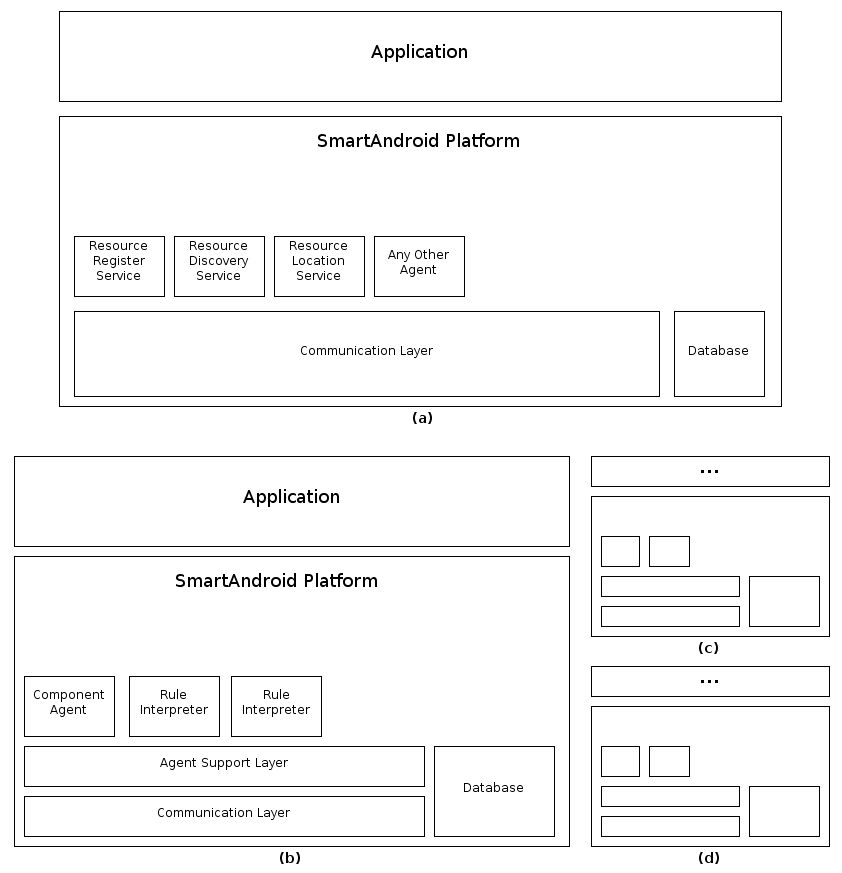 Application
SmartAndroid Platform
Resource
Register
Service
Resource
Discovery
Service
Resource
Location
Service
Any Other
Agent
Communication Layer
Database
(a)
Application
SmartAndroid Platform
Component
Agent
Rule
Interpreter
Rule
Interpreter
Agent Support Layer
Communication Layer
Database
(b)
...
(c)
...
(d)